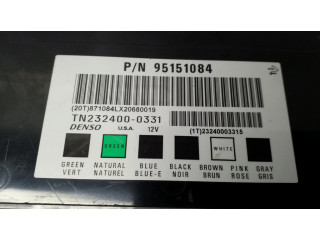 P/N 95151084
(20T)871084LX20680019
TN232400-0331
DENSO U.S.A. 12V
(1T)23240003315
GREEN WHITE
GREEN NATURAL BLUE BLACK BROWN PINK GRAY
VERT NATUREL BLUE-E NOIR BRUN ROSE GRIS